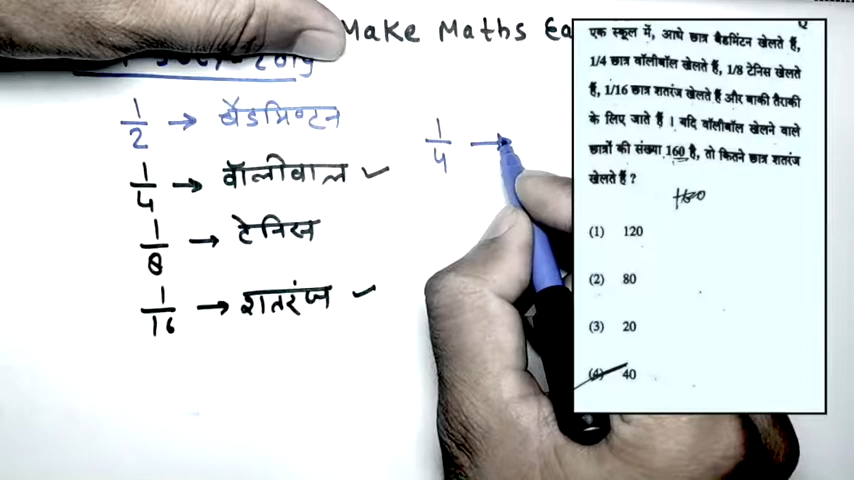 Make Maths Ea
1/2 → बैडमिण्टन
1/4 → वॉलीवाल ✓
1/8 → टेनिस
1/16 → शतरंज ✓
1/4 →
एक स्कूल में, आधे छात्र बैडमिंटन खेलते हैं,
1/4 छात्र वॉलीबॉल खेलते हैं, 1/8 टेनिस खेलते
हैं, 1/16 छात्र शतरंज खेलते हैं और बाकी तैराकी
के लिए जाते हैं । यदि वॉलीबॉल खेलने वाले
छात्रों की संख्या 160 है, तो कितने छात्र शतरंज
खेलते हैं ?
(1) 120
(2) 80
(3) 20
(4) 40